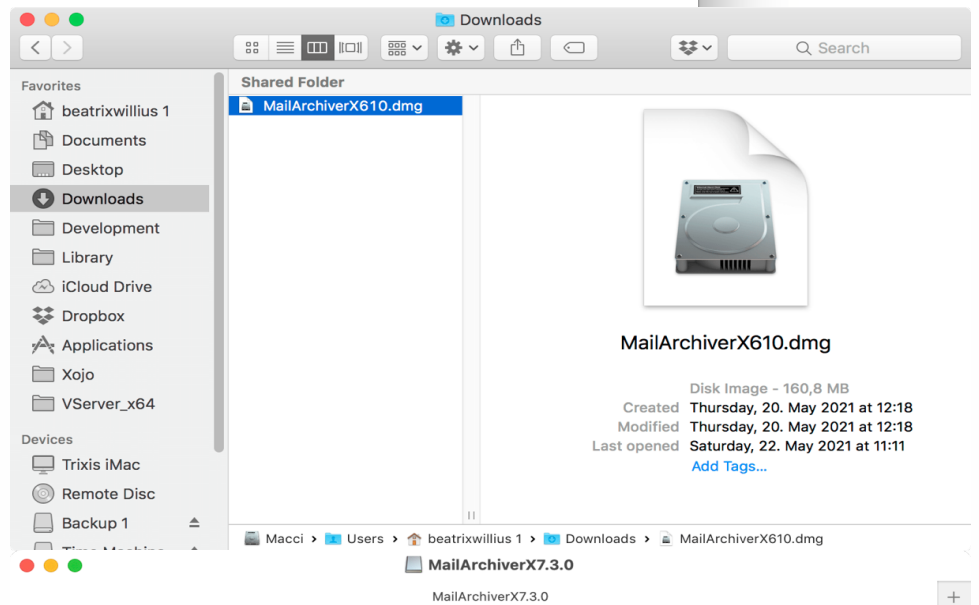 Downloads
Search
Favorites
beatrixwillius 1
Documents
Desktop
Downloads
Development
Library
iCloud Drive
Dropbox
Applications
Xojo
VServer_x64
Devices
Trixis iMac
Remote Disc
Backup 1
Shared Folder
MailArchiverX610.dmg
MailArchiverX610.dmg
Disk Image - 160,8 MB
Created Thursday, 20. May 2021 at 12:18
Modified Thursday, 20. May 2021 at 12:18
Last opened Saturday, 22. May 2021 at 11:11
Add Tags...
Macci › Users › beatrixwillius 1 › Downloads › MailArchiverX610.dmg
MailArchiverX7.3.0
MailArchiverX7.3.0